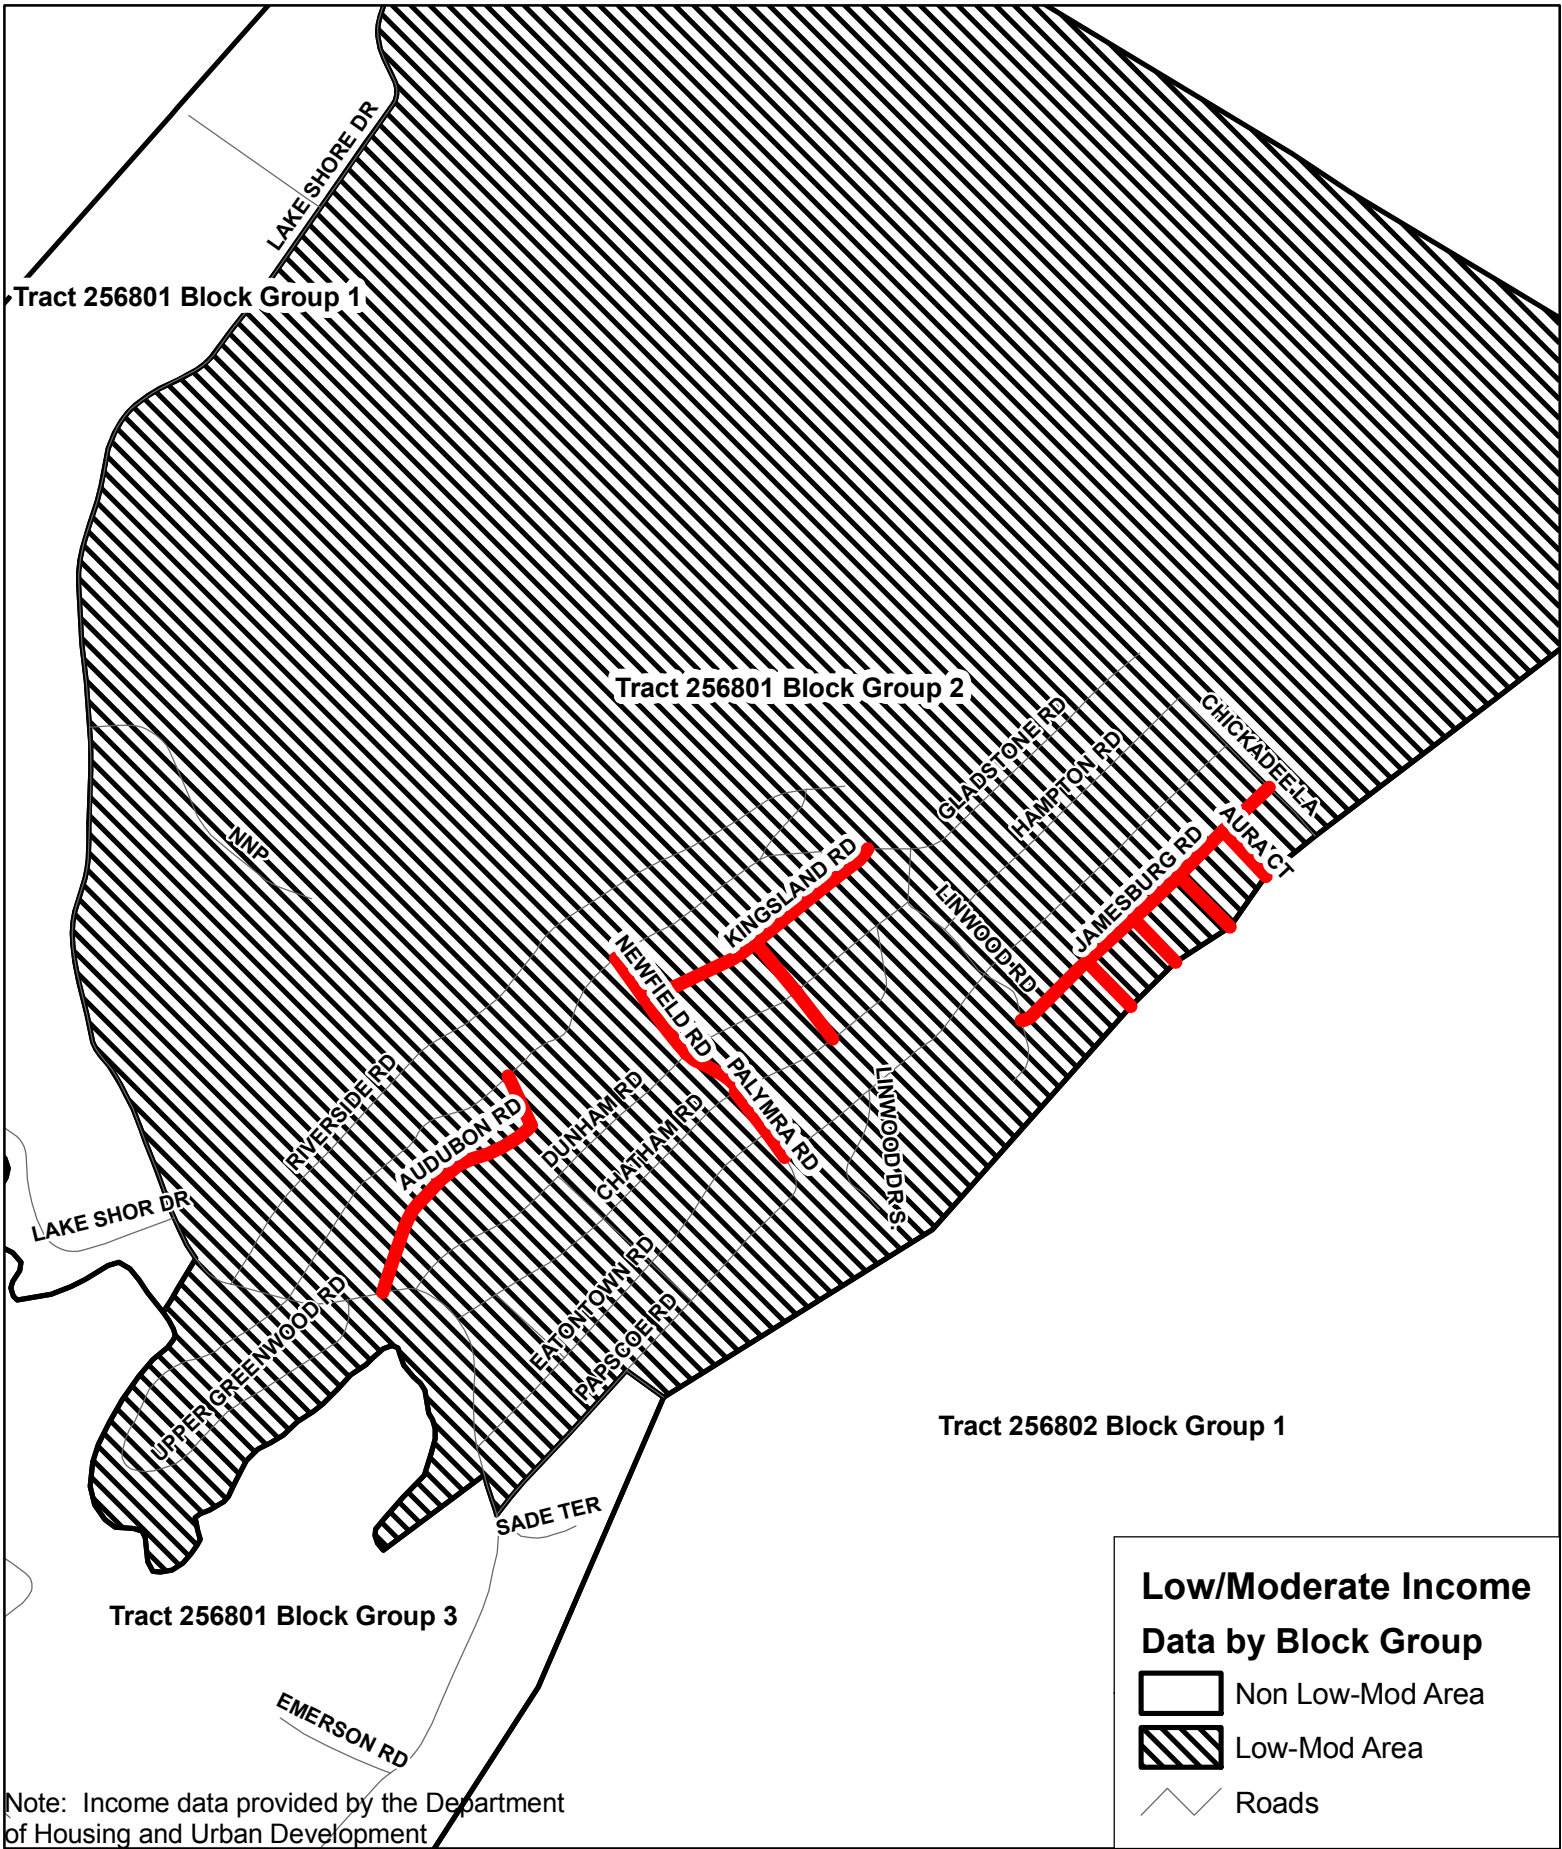 LAKE SHORE DR
Tract 256801 Block Group 1
Tract 256801 Block Group 2
CHICKADEE LA
GLADSTONE RD
HAMPTON RD
AURA CT
NNP
KINGSLAND RD
JAMESBURG RD
LINWOOD RD
NEWFIELD RD
PALYMRA RD
RIVERSIDE RD
AUDUBON RD
DUNHAM RD
CHATHAM RD
LINWOOD DR S.
LAKE SHOR DR
EATONTOWN RD
PAPSCOE RD
UPPER GREENWOOD RD
Tract 256802 Block Group 1
SADE TER
Tract 256801 Block Group 3
EMERSON RD
Low/Moderate Income
Data by Block Group
Non Low-Mod Area
Low-Mod Area
Roads
Note: Income data provided by the Department
of Housing and Urban Development